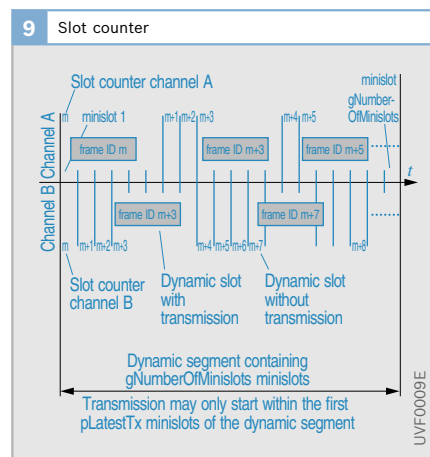 9 Slot counter
Slot counter channel A
minislot
gNumber-
OfMinislots
Channel A
m
minislot 1
m+1
m+2
m+3
m+4
m+5
frame ID m
frame ID m+3
frame ID m+5
t
Channel B
frame ID m+3
frame ID m+7
m
m+1
m+2
m+3
m+4
m+5
m+6
m+7
m+8
Slot counter
channel B
Dynamic slot
with
transmission
Dynamic slot
without
transmission
Dynamic segment containing
gNumberOfMinislots minislots
Transmission may only start within the first
pLatestTx minislots of the dynamic segment
UVF0009E